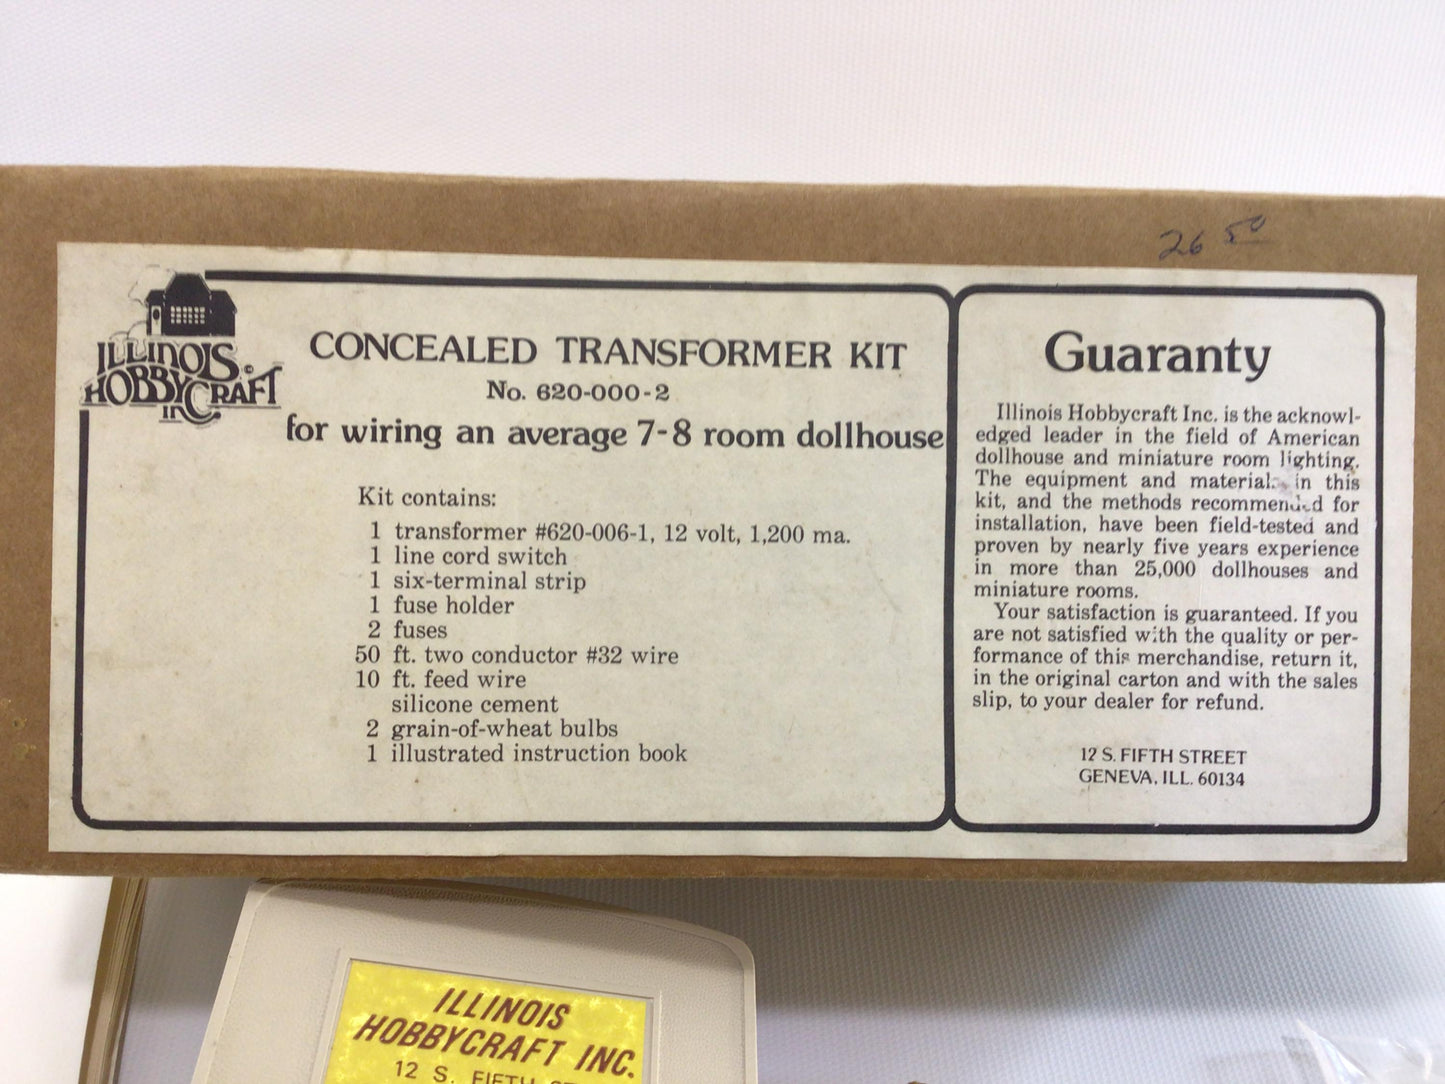 26 50
ILLINOIS
HOBBYCRAFT
inC
CONCEALED TRANSFORMER KIT
No. 620-000-2
for wiring an average 7-8 room dollhouse
Kit contains:
1 transformer #620-006-1, 12 volt, 1,200 ma.
1 line cord switch
1 six-terminal strip
1 fuse holder
2 fuses
50 ft. two conductor #32 wire
10 ft. feed wire
silicone cement
2 grain-of-wheat bulbs
1 illustrated instruction book
Guaranty
Illinois Hobbycraft Inc. is the acknowl-
edged leader in the field of American
dollhouse and miniature room lighting.
The equipment and materials in this
kit, and the methods recommended for
installation, have been field-tested and
proven by nearly five years experience
in more than 25,000 dollhouses and
miniature rooms.
Your satisfaction is guaranteed. If you
are not satisfied with the quality or per-
formance of this merchandise, return it,
in the original carton and with the sales
slip, to your dealer for refund.
12 S. FIFTH STREET
GENEVA, ILL. 60134
ILLINOIS
HOBBYCRAFT INC.
12 S. FIFTH